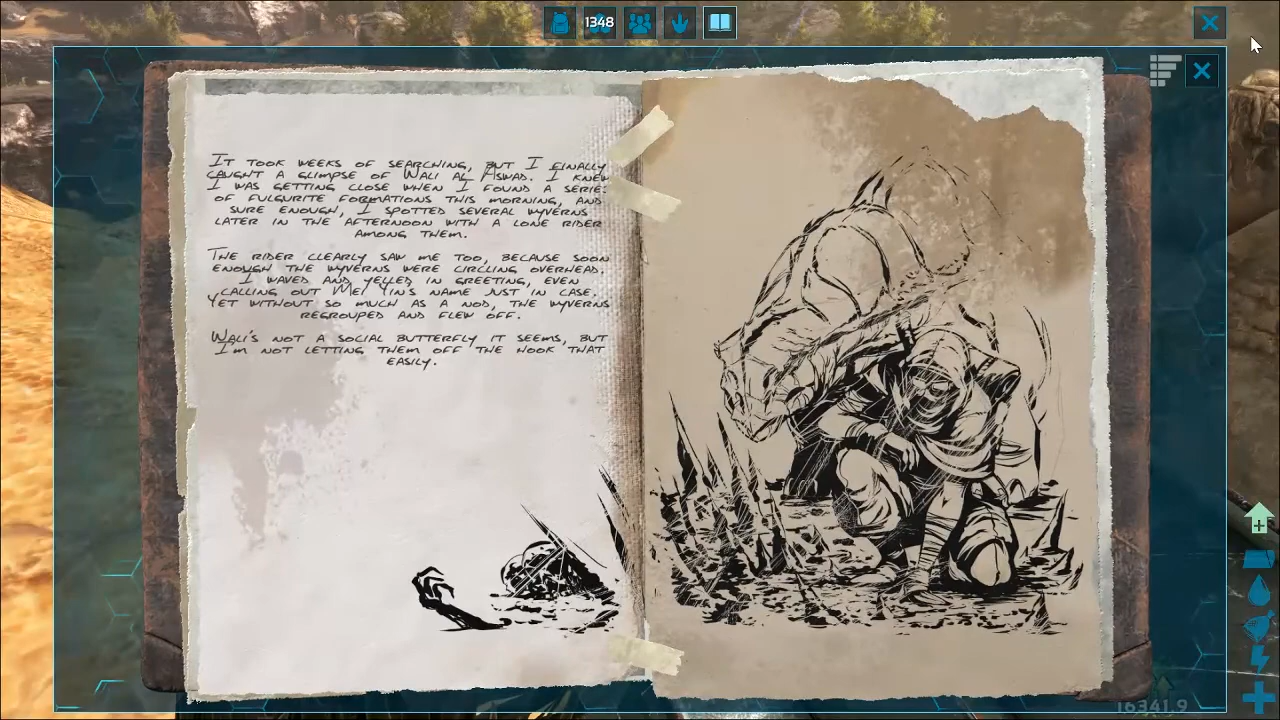 1348
It took weeks of searching, but I finally
caught a glimpse of Wali al Aswad. I knew
I was getting close when I found a series
of fulgurite formations this morning, and
sure enough, I spotted several wyverns
later in the afternoon with a lone rider
among them.
The rider clearly saw me too, because soon
enough the wyverns were circling overhead.
I waved and yelled in greeting, even
calling out Mei Yin's name just in case.
Yet without so much as a nod, the wyverns
regrouped and flew off.
Wali's not a social butterfly it seems, but
I'm not letting them off the hook that
easily.
16341.9